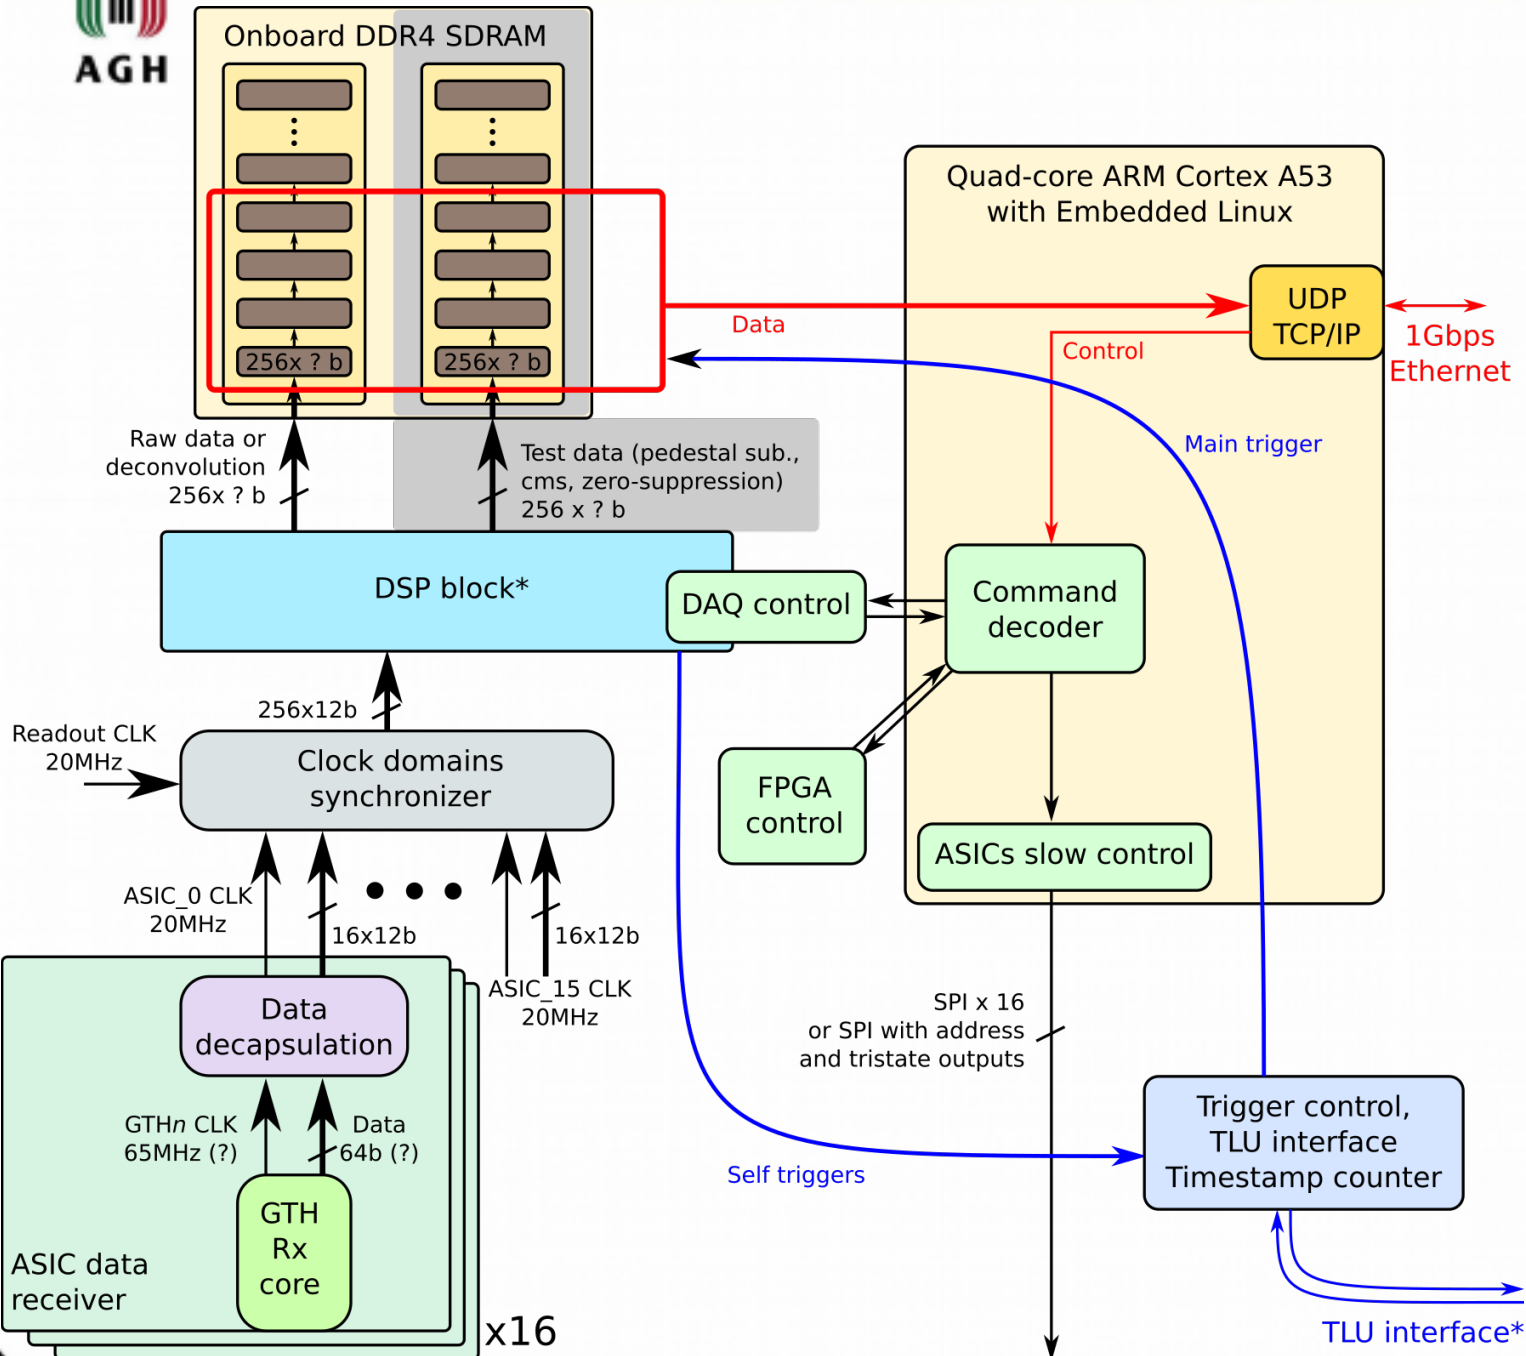 AGH
Onboard DDR4 SDRAM
256x ? b
256x ? b
Quad-core ARM Cortex A53
with Embedded Linux
UDP
TCP/IP
1Gbps
Ethernet
Data
Control
Main trigger
Raw data or
deconvolution
256x ? b
Test data (pedestal sub.,
cms, zero-suppression)
256 x ? b
DSP block*
DAQ control
Command
decoder
256x12b
Readout CLK
20MHz
Clock domains
synchronizer
FPGA
control
ASICs slow control
ASIC_0 CLK
20MHz
16x12b
16x12b
ASIC_15 CLK
20MHz
Data
decapsulation
SPI x 16
or SPI with address
and tristate outputs
GTHn CLK
65MHz (?)
Data
64b (?)
Self triggers
Trigger control,
TLU interface
Timestamp counter
GTH
Rx
core
ASIC data
receiver
x16
TLU interface*